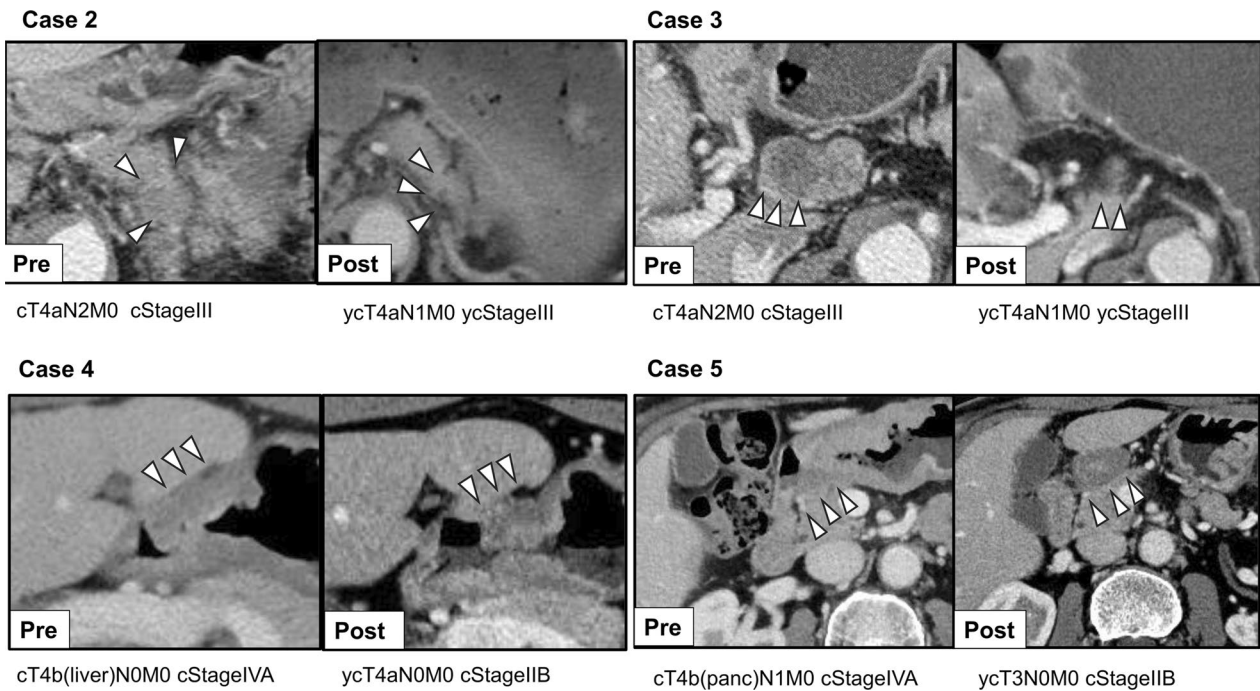 Case 2
Case 3
Pre
Post
Pre
Post
cT4aN2M0 cStageIII
ycT4aN1M0 ycStageIII
cT4aN2M0 cStageIII
ycT4aN1M0 ycStageIII
Case 4
Case 5
Pre
Post
Pre
Post
cT4b(liver)N0M0 cStageIVA
ycT4aN0M0 cStageIIB
cT4b(panc)N1M0 cStageIVA
ycT3N0M0 cStageIIB